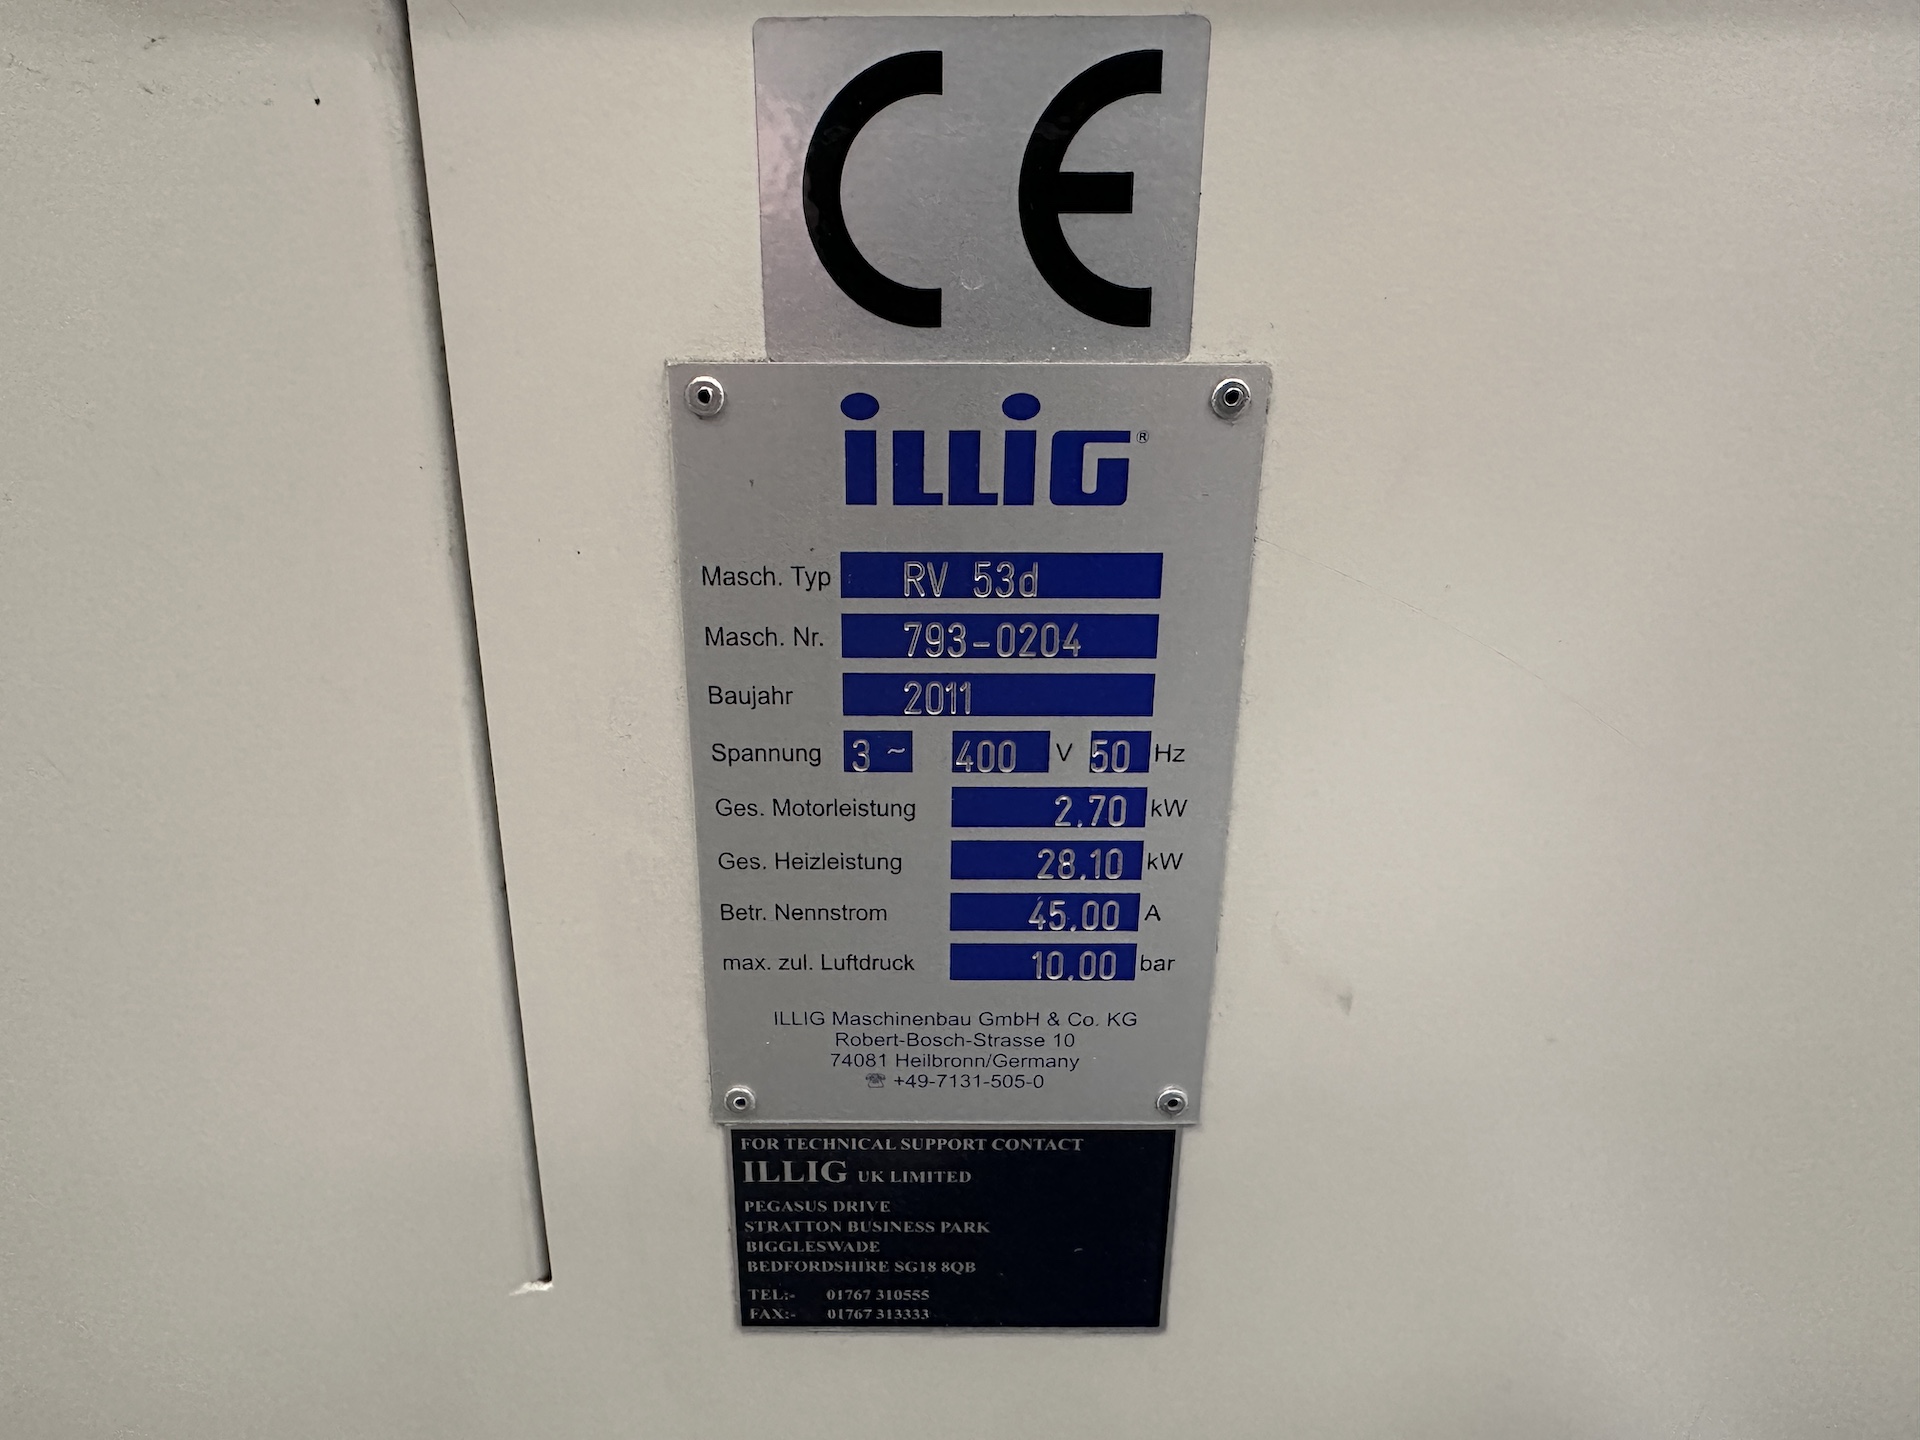 CE
illig®
Masch. Typ RV 53d
Masch. Nr. 793-0204
Baujahr 2011
Spannung 3 ~ 400 V 50 Hz
Ges. Motorleistung 2.70 kW
Ges. Heizleistung 28.10 kW
Betr. Nennstrom 45.00 A
max. zul. Luftdruck 10.00 bar
ILLIG Maschinenbau GmbH & Co. KG
Robert-Bosch-Strasse 10
74081 Heilbronn/Germany
☏ +49-7131-505-0
FOR TECHNICAL SUPPORT CONTACT
ILLIG UK LIMITED
PEGASUS DRIVE
STRATTON BUSINESS PARK
BIGGLESWADE
BEDFORDSHIRE SG18 8QB
TEL:- 01767 310555
FAX:- 01767 313333